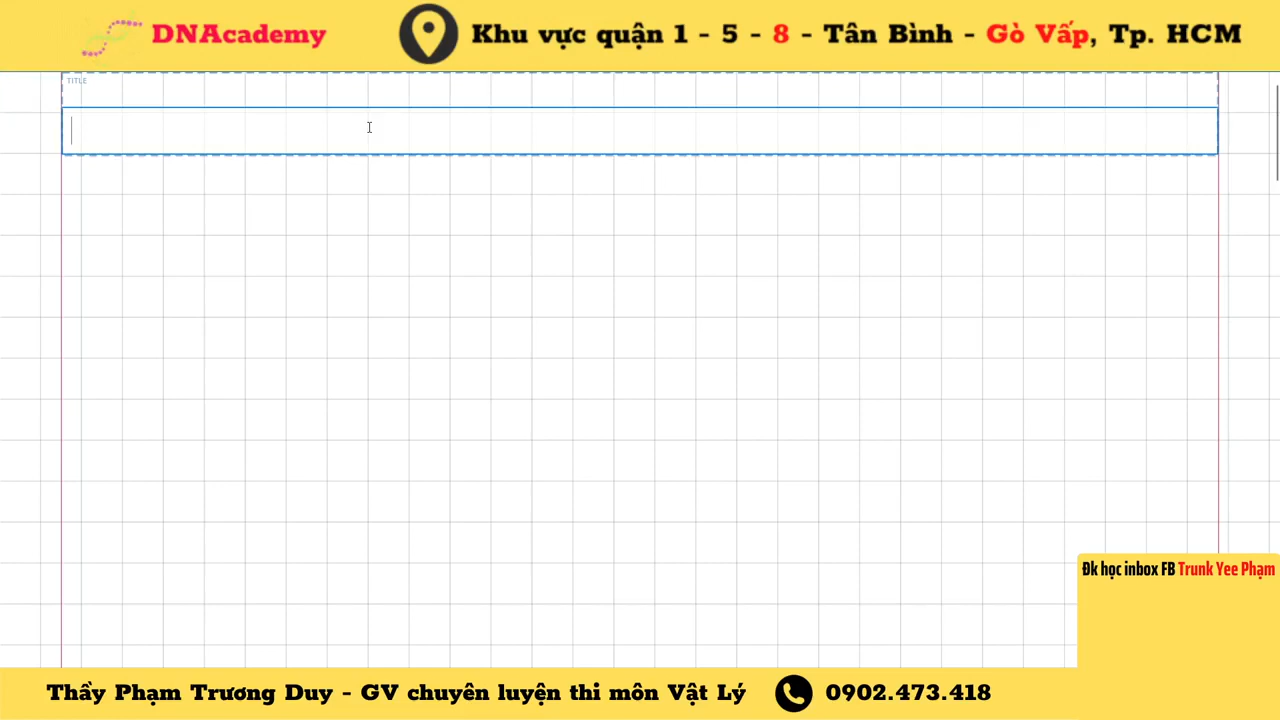 DNAcademy
Khu vực quận 1 - 5 - 8 - Tân Bình - Gò Vấp, Tp. HCM
TITLE
Đk học inbox FB Trunk Yee Phạm
Thầy Phạm Trương Duy - GV chuyên luyện thi môn Vật Lý
0902.473.418